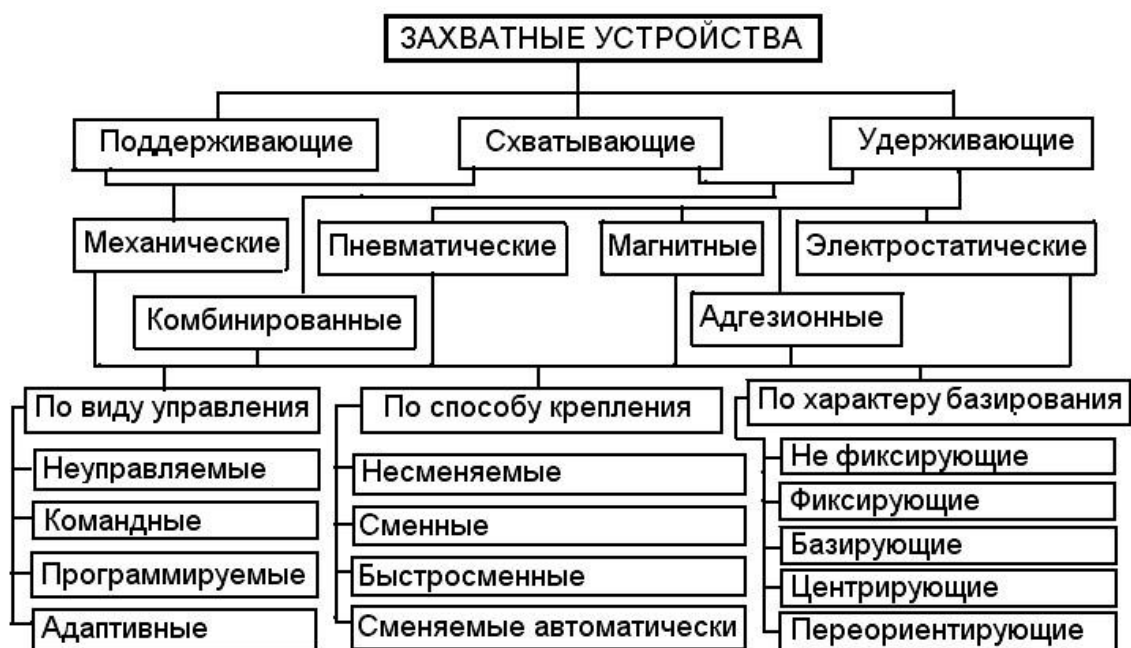 ЗАХВАТНЫЕ УСТРОЙСТВА
Поддерживающие
Схватывающие
Удерживающие
Механические
Пневматические
Магнитные
Электростатические
Комбинированные
Адгезионные
По виду управления
Неуправляемые
Командные
Программируемые
Адаптивные
По способу крепления
Несменяемые
Сменные
Быстросменные
Сменяемые автоматически
По характеру базирования
Не фиксирующие
Фиксирующие
Базирующие
Центрирующие
Переориентирующие